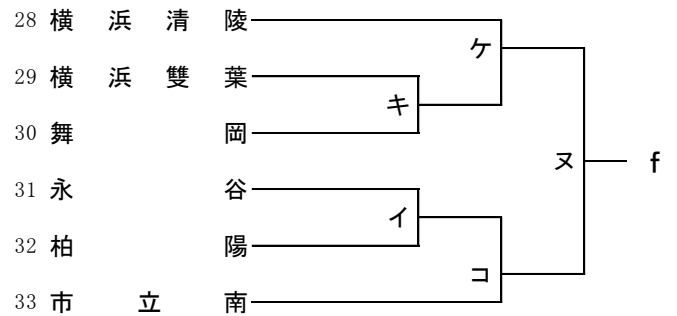 28 横浜清陵
ケ
29 横浜雙葉
キ
30 舞岡
ヌ f
31 永谷
イ
32 柏陽
コ
33 市立南